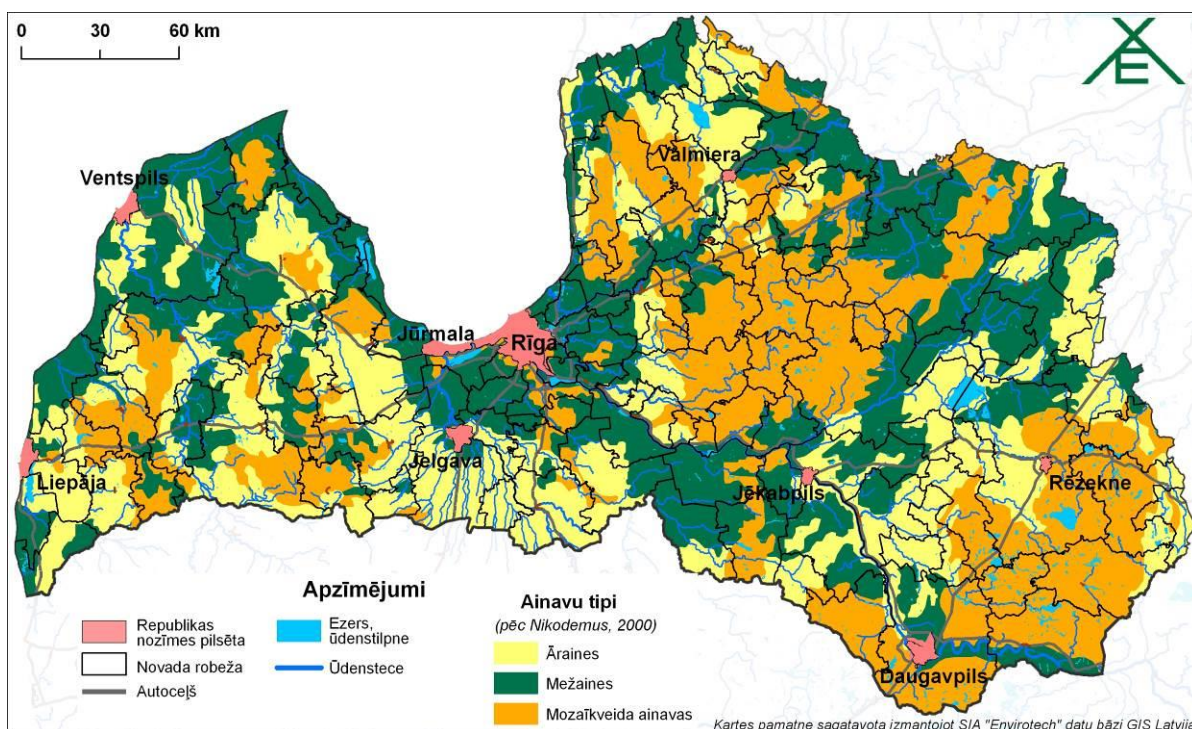 0 30 60 km
XAE
Ventspils
Valmiera
Jūrmala
Rīga
Jelgava
Liepāja
Jēkabpils
Rēzekne
Daugavpils
Apzīmējumi
Republikas
nozīmes pilsēta
Novada robeža
Autoceļš
Ezers,
ūdenstilpne
Ūdenstece
Ainavu tipi
(pēc Nikodemus, 2000)
Āraines
Mežaines
Mozaīkveida ainavas
Kartes pamatne sagatavota izmantojot SIA "Envirotech" datu bāzi GIS Latvija